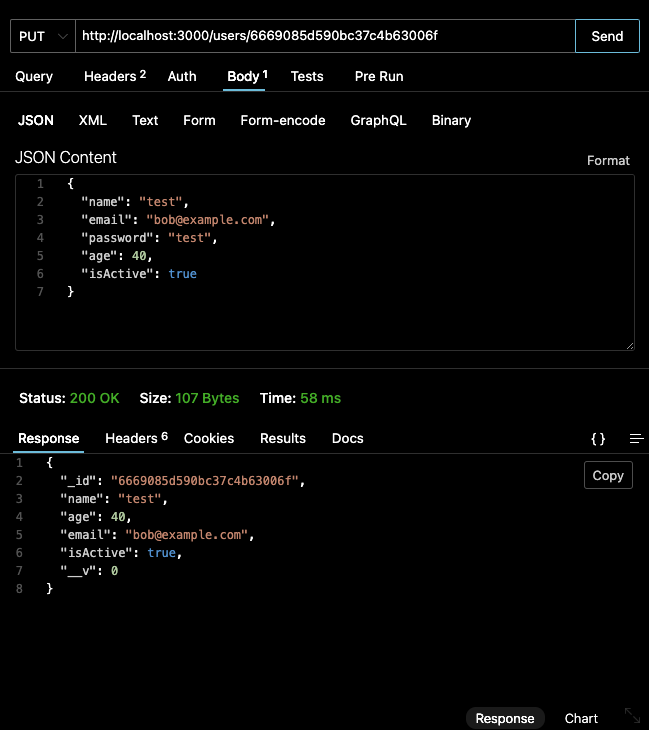 PUT http://localhost:3000/users/6669085d590bc37c4b63006f Send
Query Headers 2 Auth Body 1 Tests Pre Run
JSON XML Text Form Form-encode GraphQL Binary
JSON Content Format
1 {
2 "name": "test",
3 "email": "bob@example.com",
4 "password": "test",
5 "age": 40,
6 "isActive": true
7 }
Status: 200 OK Size: 107 Bytes Time: 58 ms
Response Headers 6 Cookies Results Docs { }
1 {
Copy
2 "_id": "6669085d590bc37c4b63006f",
3 "name": "test",
4 "age": 40,
5 "email": "bob@example.com",
6 "isActive": true,
7 "__v": 0
8 }
Response Chart